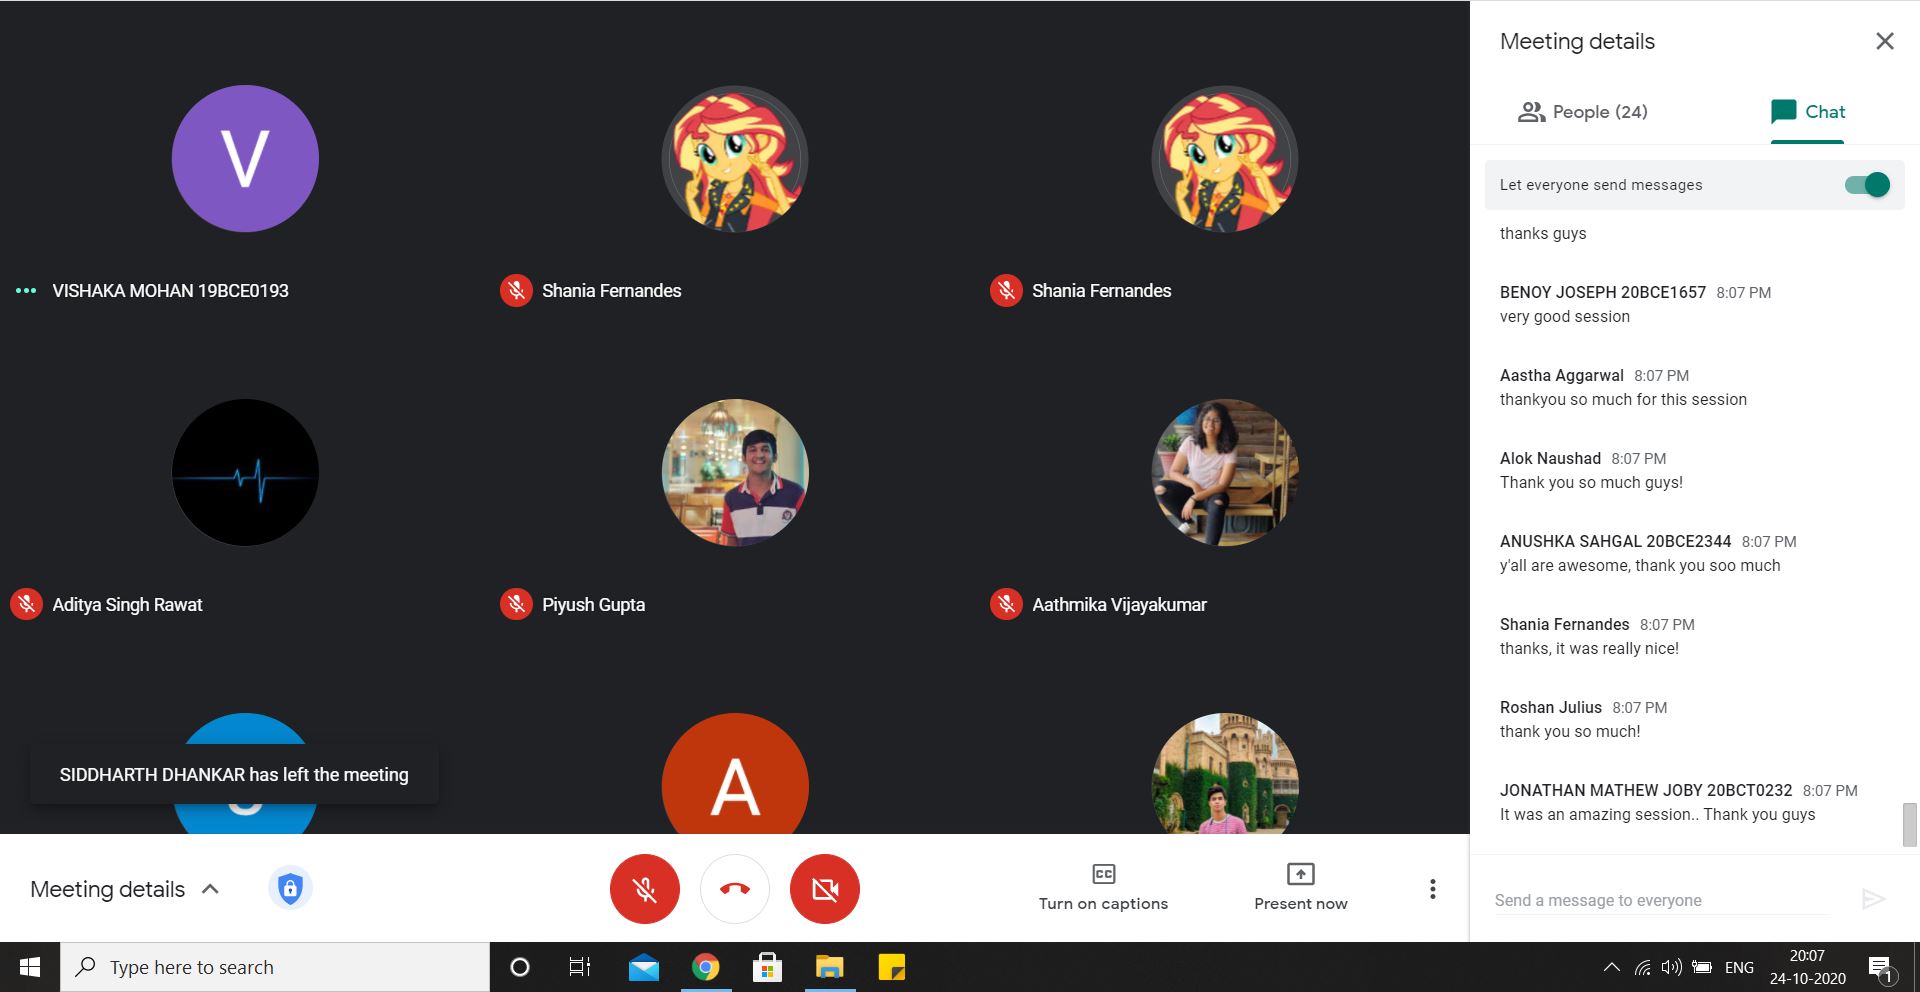 V
VISHAKA MOHAN 19BCE0193
Shania Fernandes
Shania Fernandes
Aditya Singh Rawat
Piyush Gupta
Aathmika Vijayakumar
SIDDHARTH DHANKAR has left the meeting
A
Meeting details
CC
Turn on captions
Present now
Meeting details
People (24)
Chat
Let everyone send messages
thanks guys
BENOY JOSEPH 20BCE1657 8:07 PM
very good session
Aastha Aggarwal 8:07 PM
thankyou so much for this session
Alok Naushad 8:07 PM
Thank you so much guys!
ANUSHKA SAHGAL 20BCE2344 8:07 PM
y'all are awesome, thank you soo much
Shania Fernandes 8:07 PM
thanks, it was really nice!
Roshan Julius 8:07 PM
thank you so much!
JONATHAN MATHEW JOBY 20BCT0232 8:07 PM
It was an amazing session.. Thank you guys
Send a message to everyone
Type here to search
ENG
20:07
24-10-2020
1